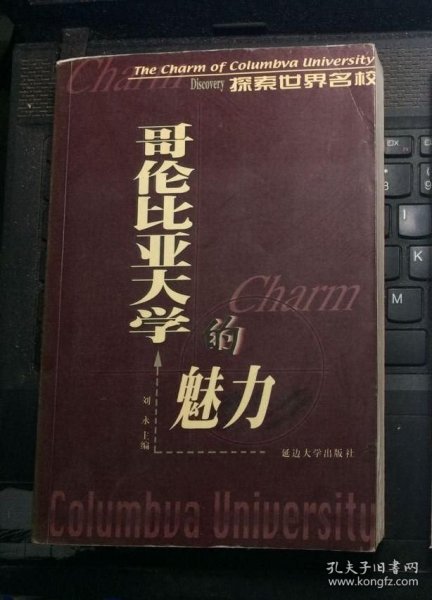 Charm
The Charm of Columbva University
Discovery 探索世界名校
哥伦比亚大学
Charm
的
魅力
刘永 主编
延边大学出版社
Columbva University
孔夫子旧书网
www.kongfz.com